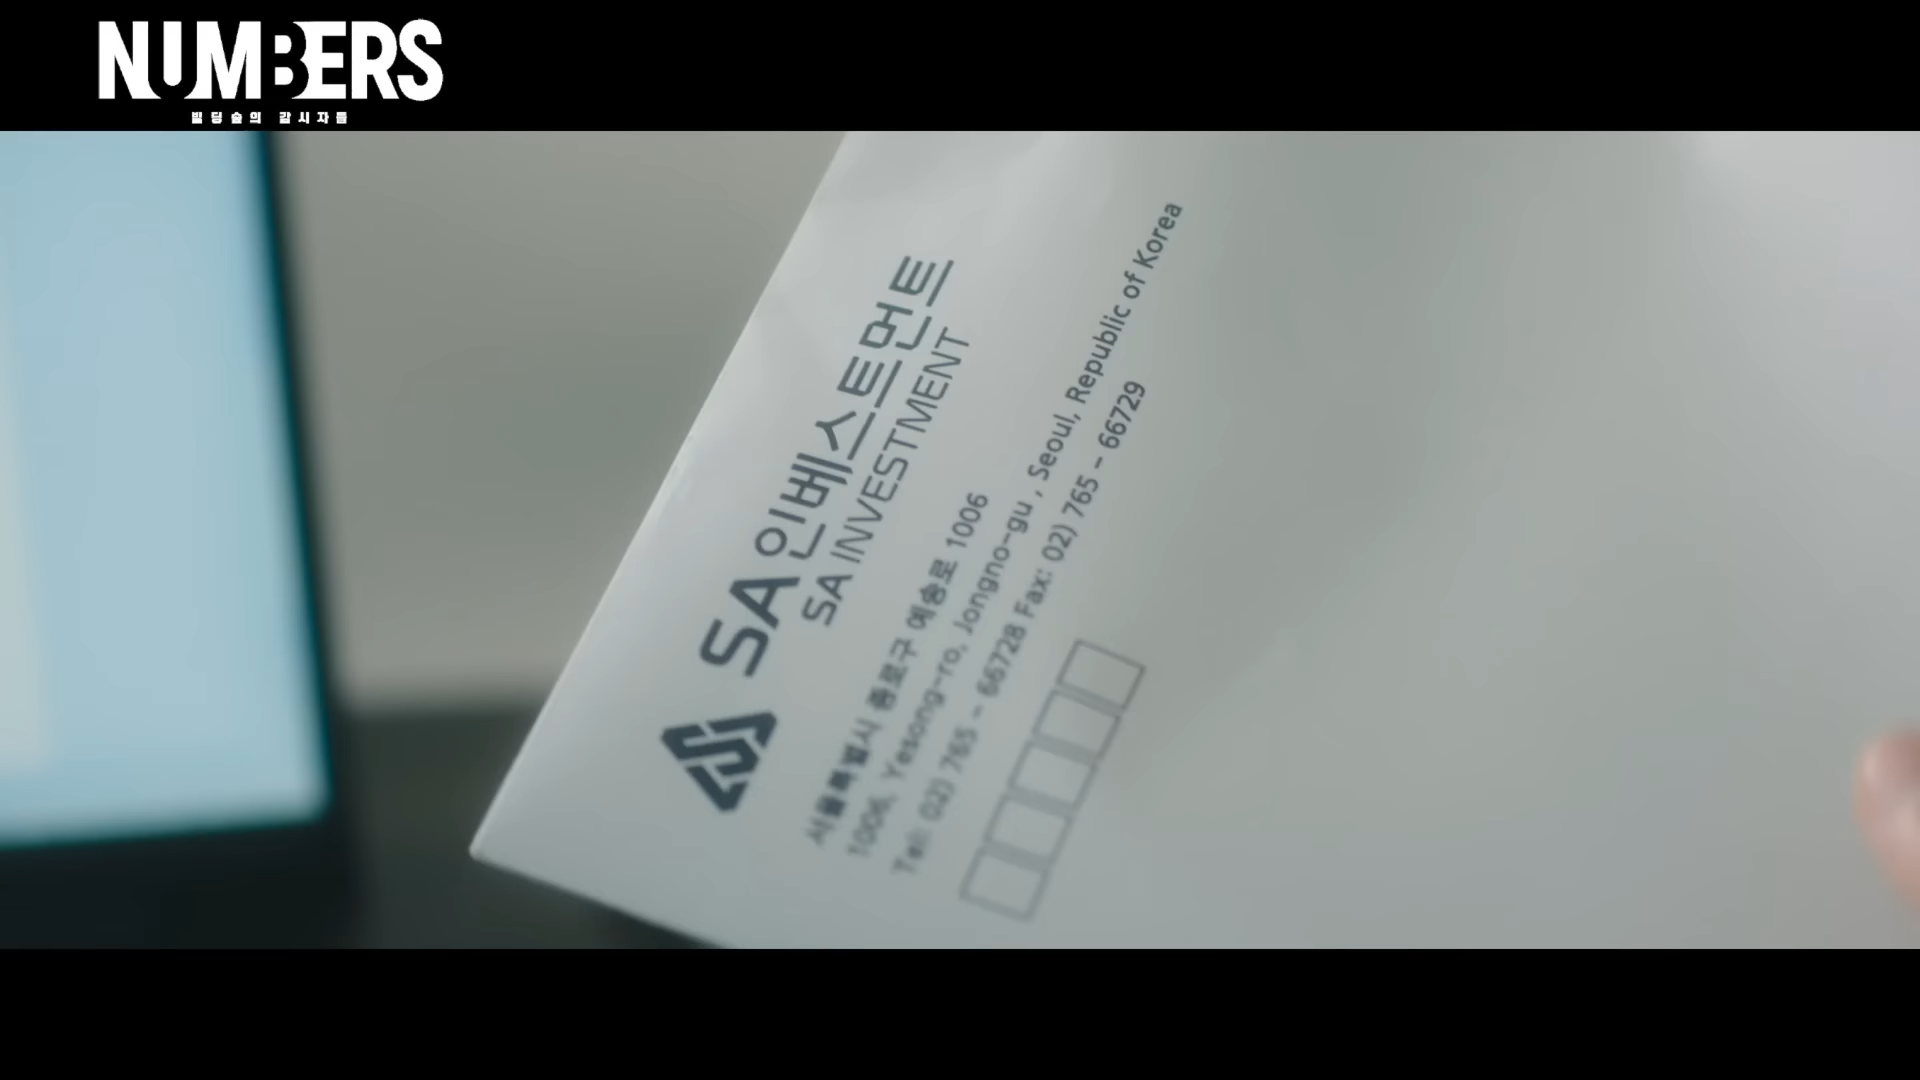 NUMBERS
빌딩숲의 감시자들
SA인베스트먼트
SA INVESTMENT
서울특별시 종로구 예송로 1006
1006, Yesong-ro, Jongno-gu , Seoul, Republic of Korea
Tel: 02) 765 - 66728 Fax: 02) 765 - 66729